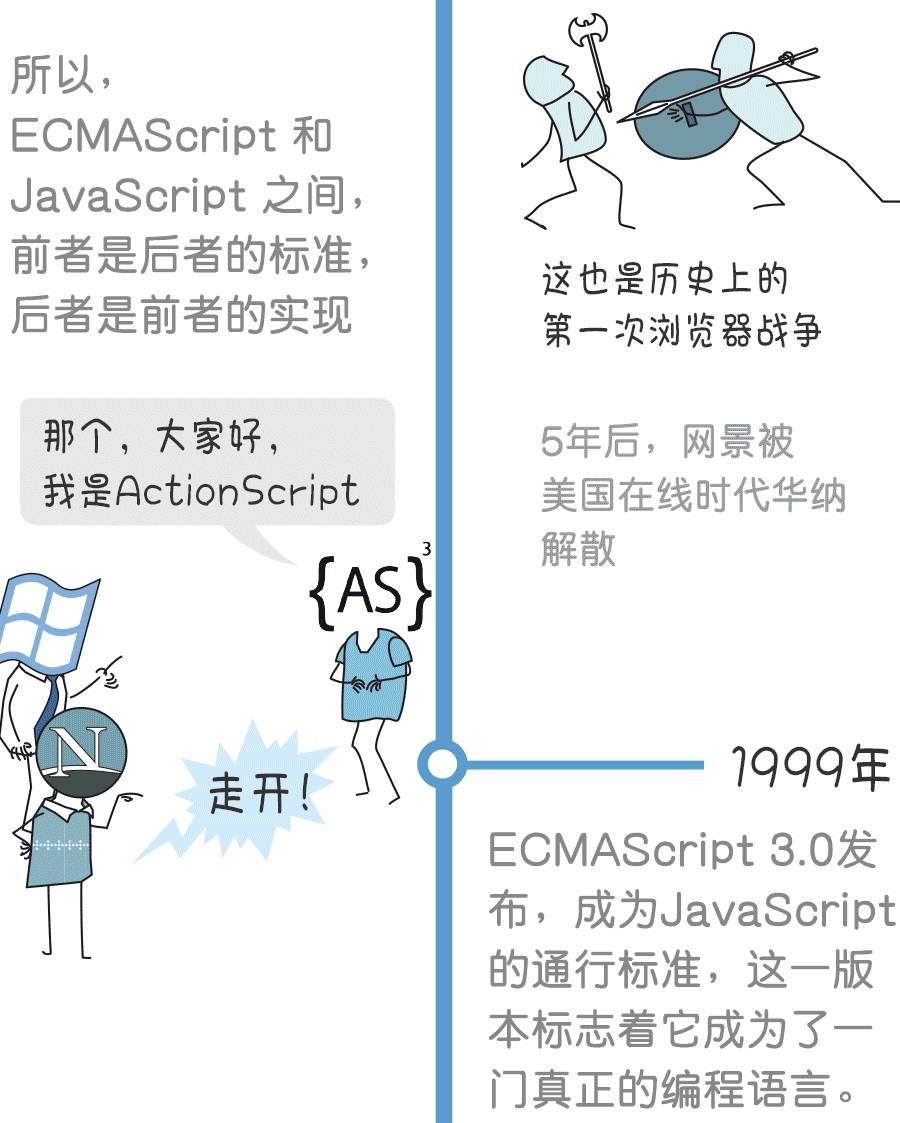 所以，
ECMAScript 和
JavaScript 之间，
前者是后者的标准，
后者是前者的实现
那个，大家好，
我是ActionScript
{AS}3
N
走开！
这也是历史上的
第一次浏览器战争
5年后，网景被
美国在线时代华纳
解散
1999年
ECMAScript 3.0发
布，成为JavaScript
的通行标准，这一版
本标志着它成为了一
门真正的编程语言。